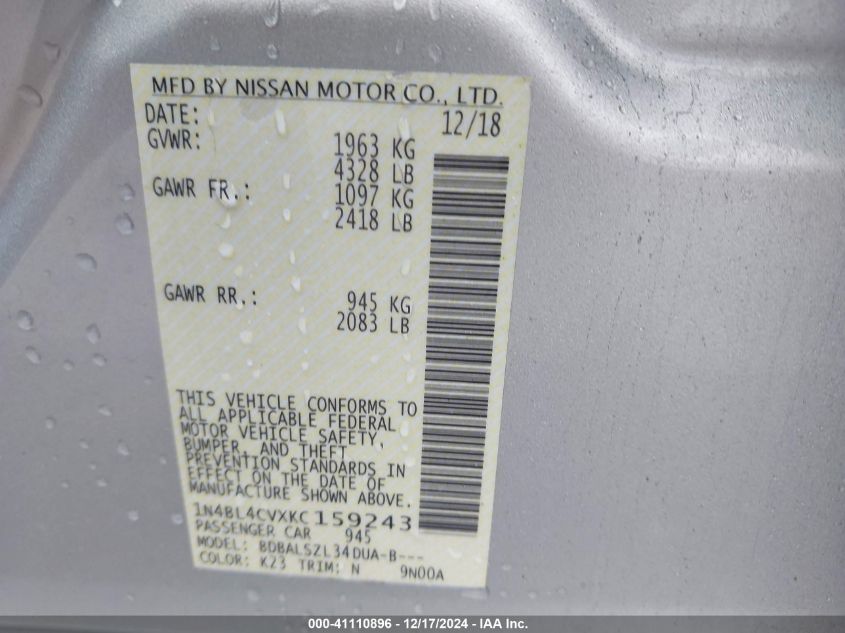 MFD BY NISSAN MOTOR CO., LTD.
DATE: 12/18
GVWR: 1963 KG
4328 LB
GAWR FR.: 1097 KG
2418 LB
GAWR RR.: 945 KG
2083 LB
THIS VEHICLE CONFORMS TO
ALL APPLICABLE FEDERAL
MOTOR VEHICLE SAFETY,
BUMPER, AND THEFT
PREVENTION STANDARDS IN
EFFECT ON THE DATE OF
MANUFACTURE SHOWN ABOVE.
1N4BL4CVXKC159243
PASSENGER CAR 945
MODEL: BDBALSZL34DUA-B---
COLOR: K23 TRIM: N 9N00A
000-41110896 - 12/17/2024 - IAA Inc.